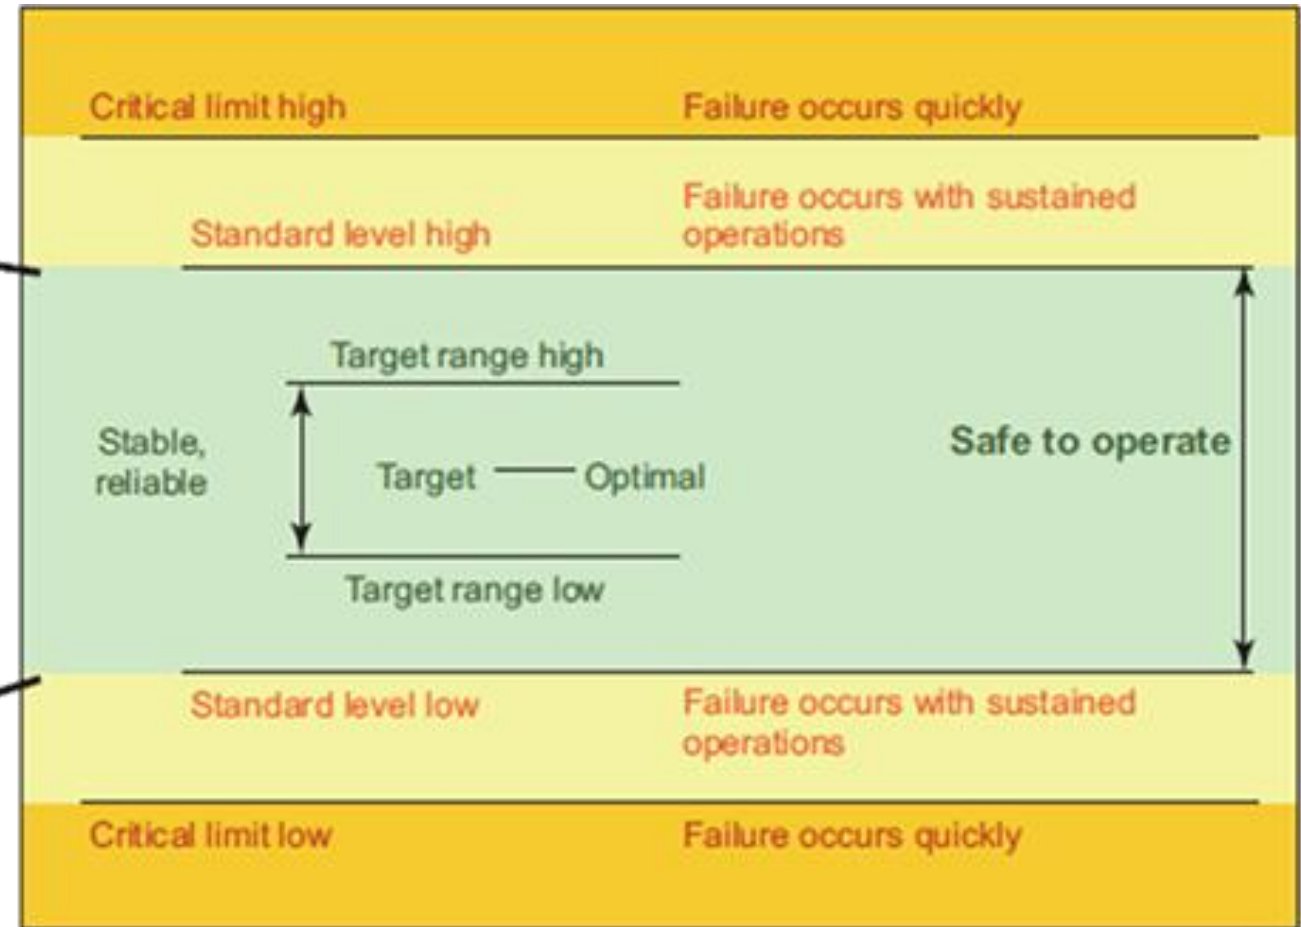 Critical limit high
Failure occurs quickly
Failure occurs with sustained
operations
Standard level high
Target range high
Stable,
reliable
Safe to operate
Target
Optimal
Target range low
Standard level low
Failure occurs with sustained
operations
Critical limit low
Failure occurs quickly